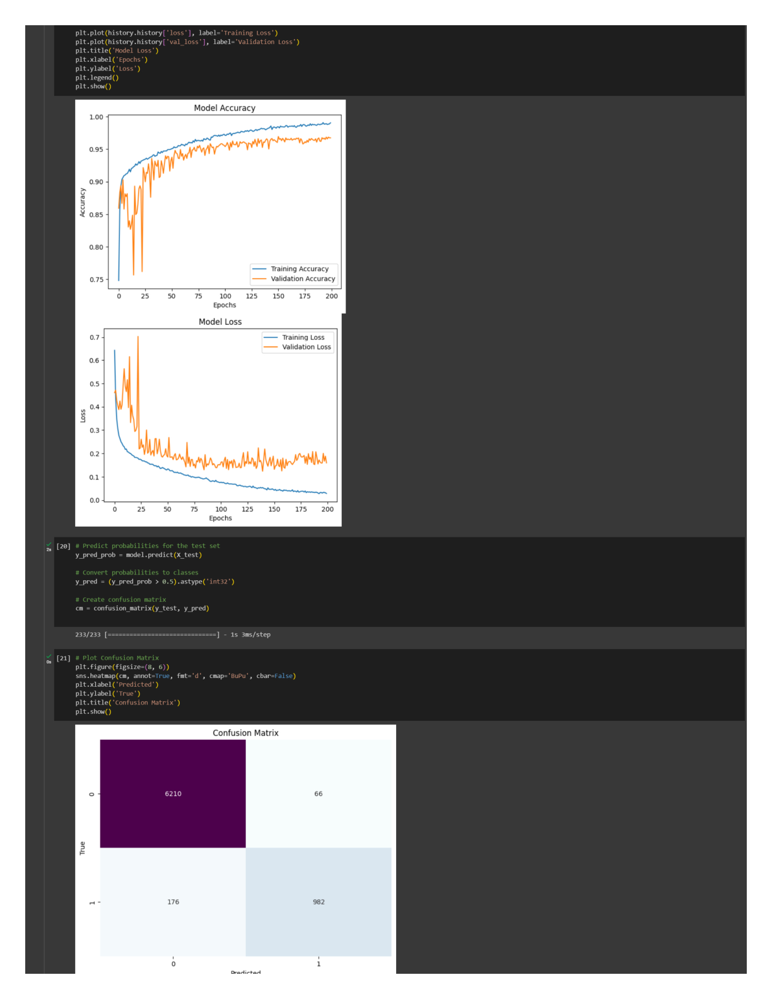 plt.plot(history.history['loss'], label='Training Loss')
plt.plot(history.history['val_loss'], label='Validation Loss')
plt.title('Model Loss')
plt.xlabel('Epochs')
plt.ylabel('Loss')
plt.legend()
plt.show()
Model Accuracy
1.00
0.95
0.90
0.85
0.80
0.75
Accuracy
Training Accuracy
Validation Accuracy
0 25 50 75 100 125 150 175 200
Epochs
Model Loss
0.7
0.6
0.5
0.4
0.3
0.2
0.1
0.0
Loss
Training Loss
Validation Loss
0 25 50 75 100 125 150 175 200
Epochs
2s
[20] # Predict probabilities for the test set
y_pred_prob = model.predict(X_test)
# Convert probabilities to classes
y_pred = (y_pred_prob > 0.5).astype('int32')
# Create confusion matrix
cm = confusion_matrix(y_test, y_pred)
233/233 [==============================] - 1s 3ms/step
0s
[21] # Plot Confusion Matrix
plt.figure(figsize=(8, 6))
sns.heatmap(cm, annot=True, fmt='d', cmap='BuPu', cbar=False)
plt.xlabel('Predicted')
plt.ylabel('True')
plt.title('Confusion Matrix')
plt.show()
Confusion Matrix
0
6210 66
True
1
176 982
0 1
Predicted